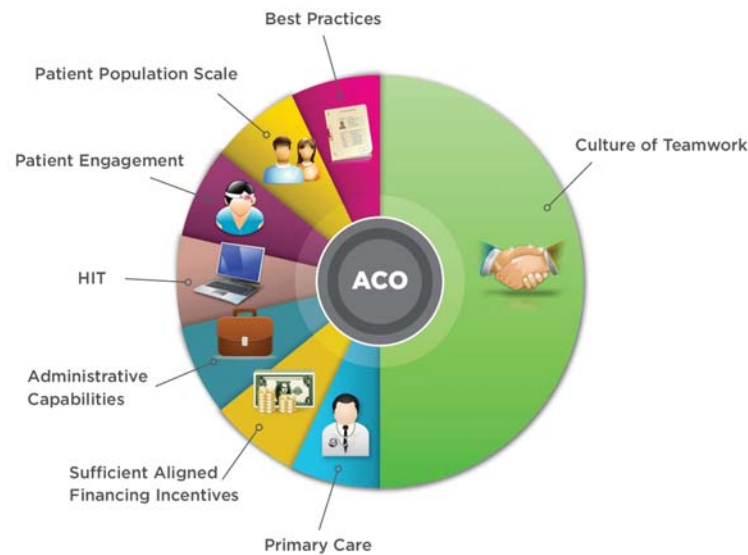 Best Practices
Patient Population Scale
Culture of Teamwork
Patient Engagement
ACO
HIT
Administrative
Capabilities
Sufficient Aligned
Financing Incentives
Primary Care